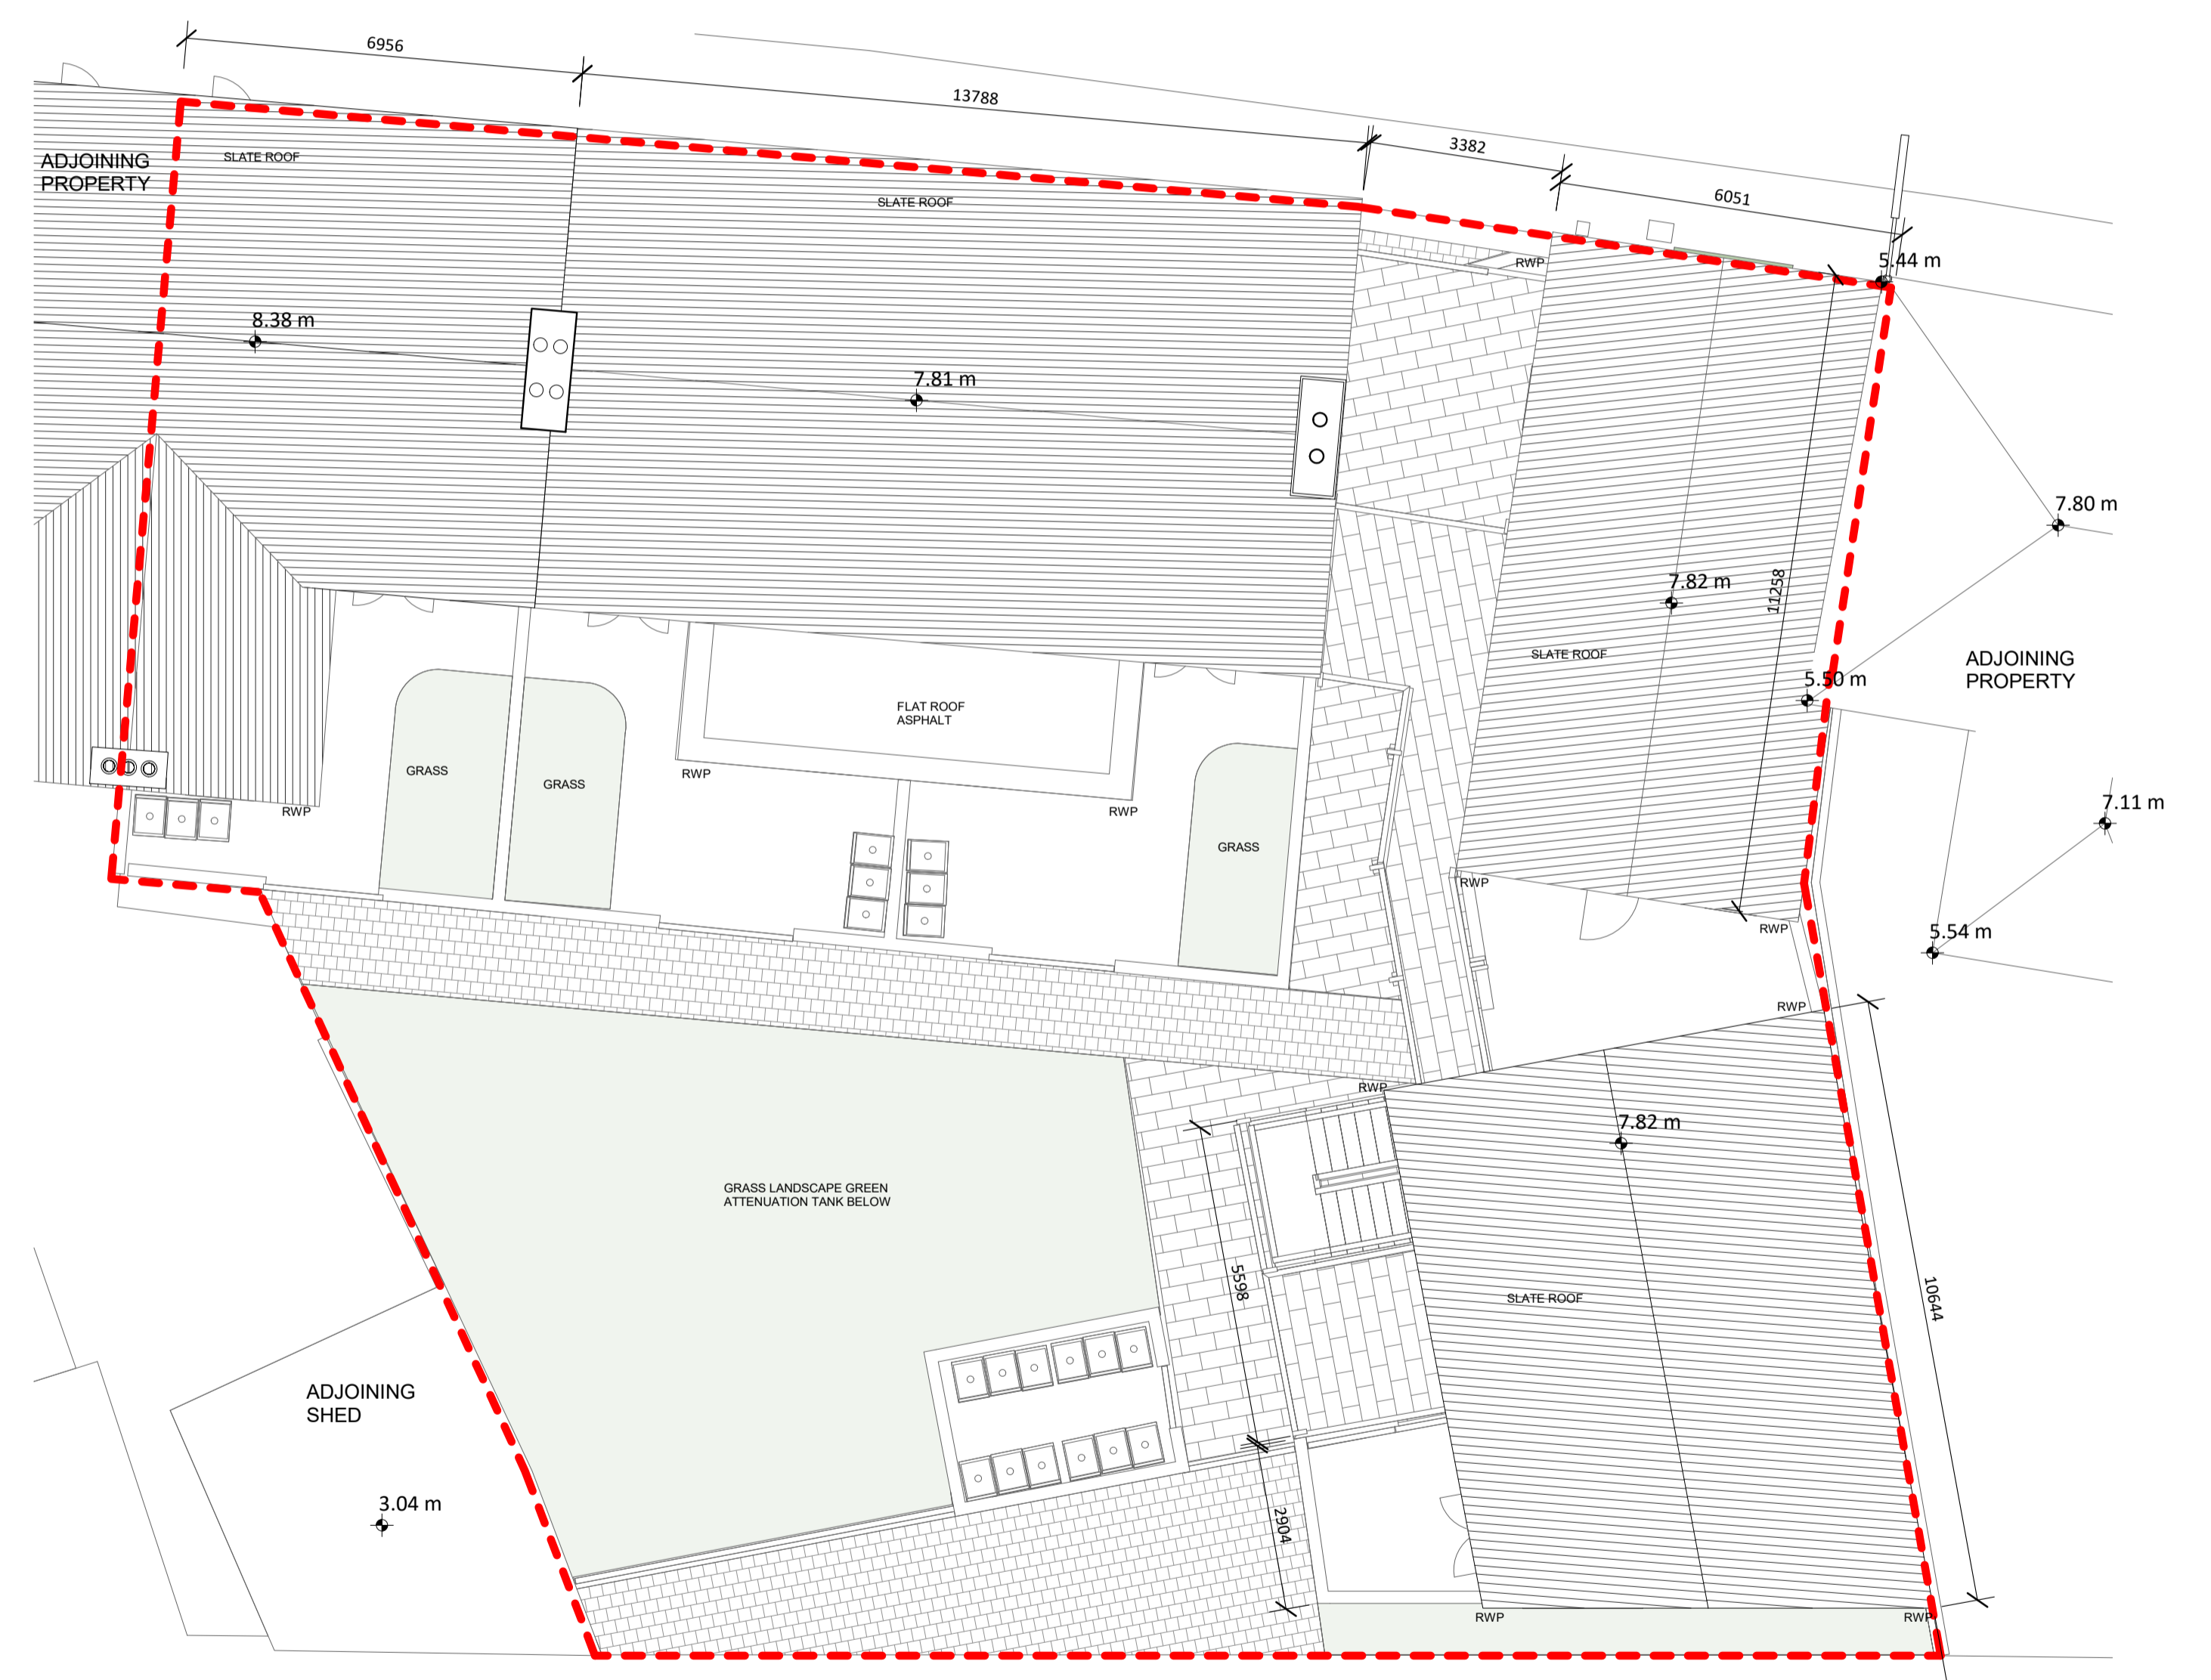 6956
13788
3382
6051
ADJOINING
PROPERTY
SLATE ROOF
SLATE ROOF
RWP
5.44 m
8.38 m
7.81 m
7.80 m
7.82 m
11258
SLATE ROOF
5.50 m
ADJOINING
PROPERTY
FLAT ROOF
ASPHALT
GRASS
GRASS
RWP
RWP
RWP
GRASS
7.11 m
RWP
RWP
5.54 m
RWP
RWP
7.82 m
GRASS LANDSCAPE GREEN
ATTENUATION TANK BELOW
5598
SLATE ROOF
10644
ADJOINING
SHED
3.04 m
2904
RWP
RWP